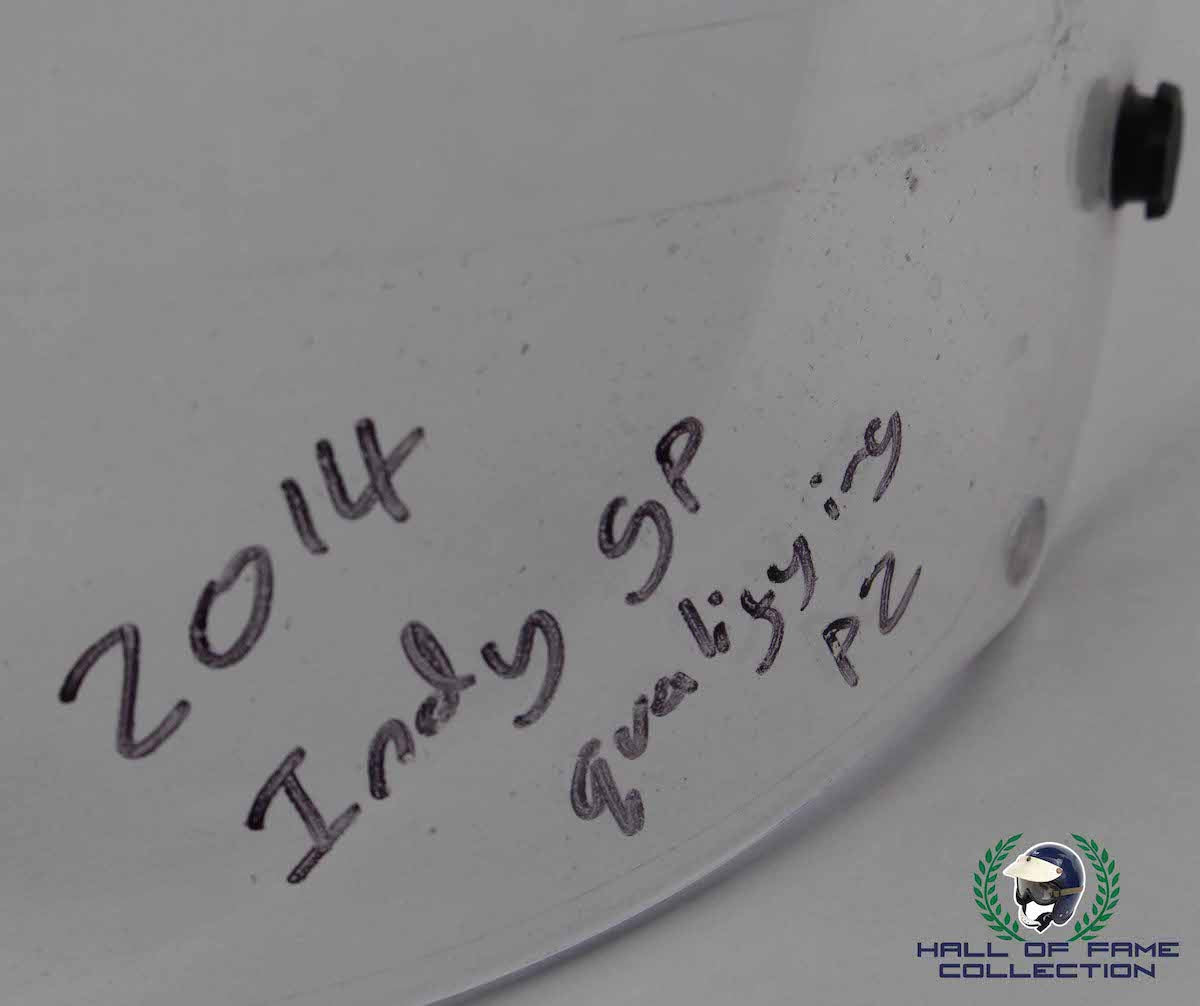 2014
Indy GP
qualifying
P2
HALL OF FAME
COLLECTION